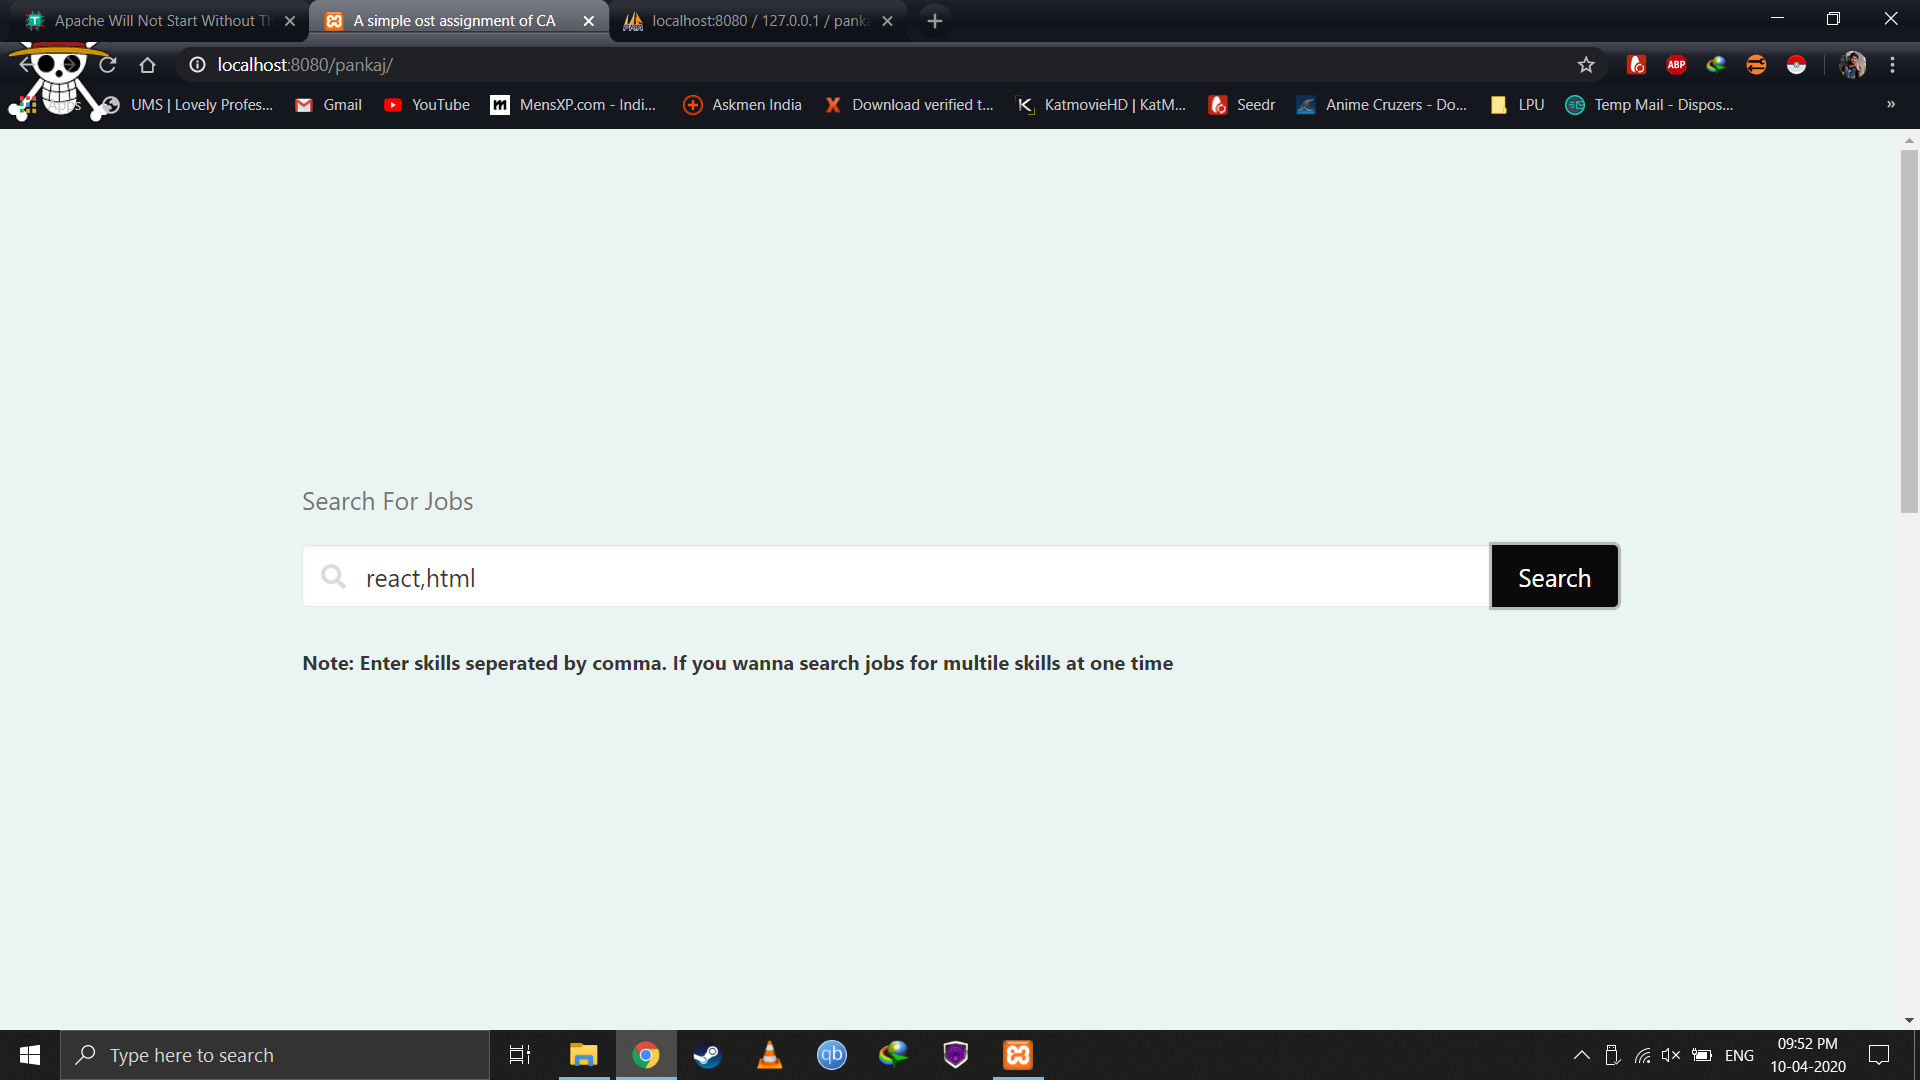 Apache Will Not Start Without Th
A simple ost assignment of CA
localhost:8080 / 127.0.0.1 / panka
localhost:8080/pankaj/
ABP
Apps
UMS | Lovely Profes...
Gmail
YouTube
m
MensXP.com - Indi...
Askmen India
X
Download verified t...
K
KatmovieHD | KatM...
Seedr
Anime Cruzers - Do...
LPU
Temp Mail - Dispos...
»
Search For Jobs
react,html
Search
Note: Enter skills seperated by comma. If you wanna search jobs for multile skills at one time
Type here to search
qb
ENG
09:52 PM
10-04-2020